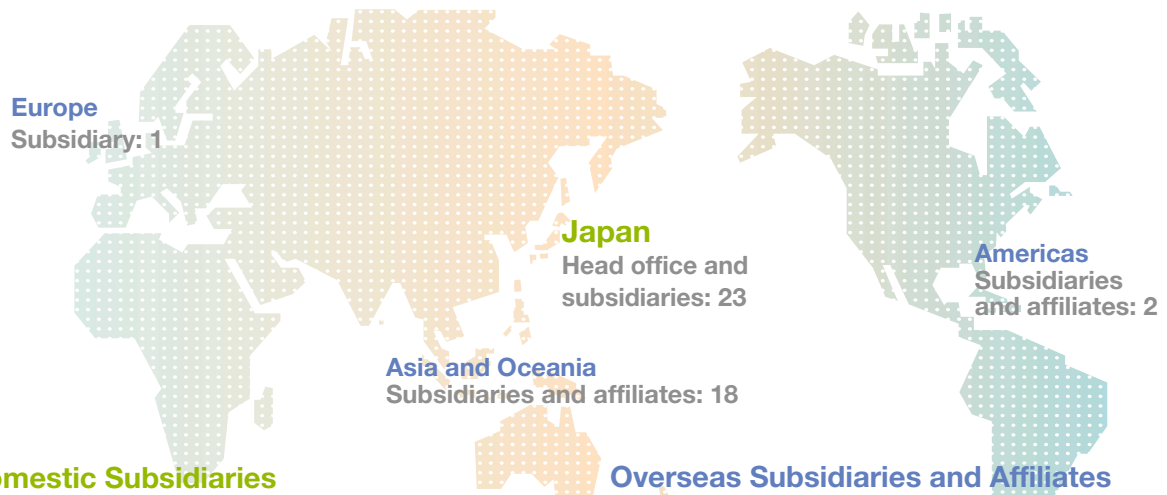 Europe
Subsidiary: 1
Japan
Head office and
subsidiaries: 23
Americas
Subsidiaries
and affiliates: 2
Asia and Oceania
Subsidiaries and affiliates: 18
omestic Subsidiaries
Overseas Subsidiaries and Affiliates